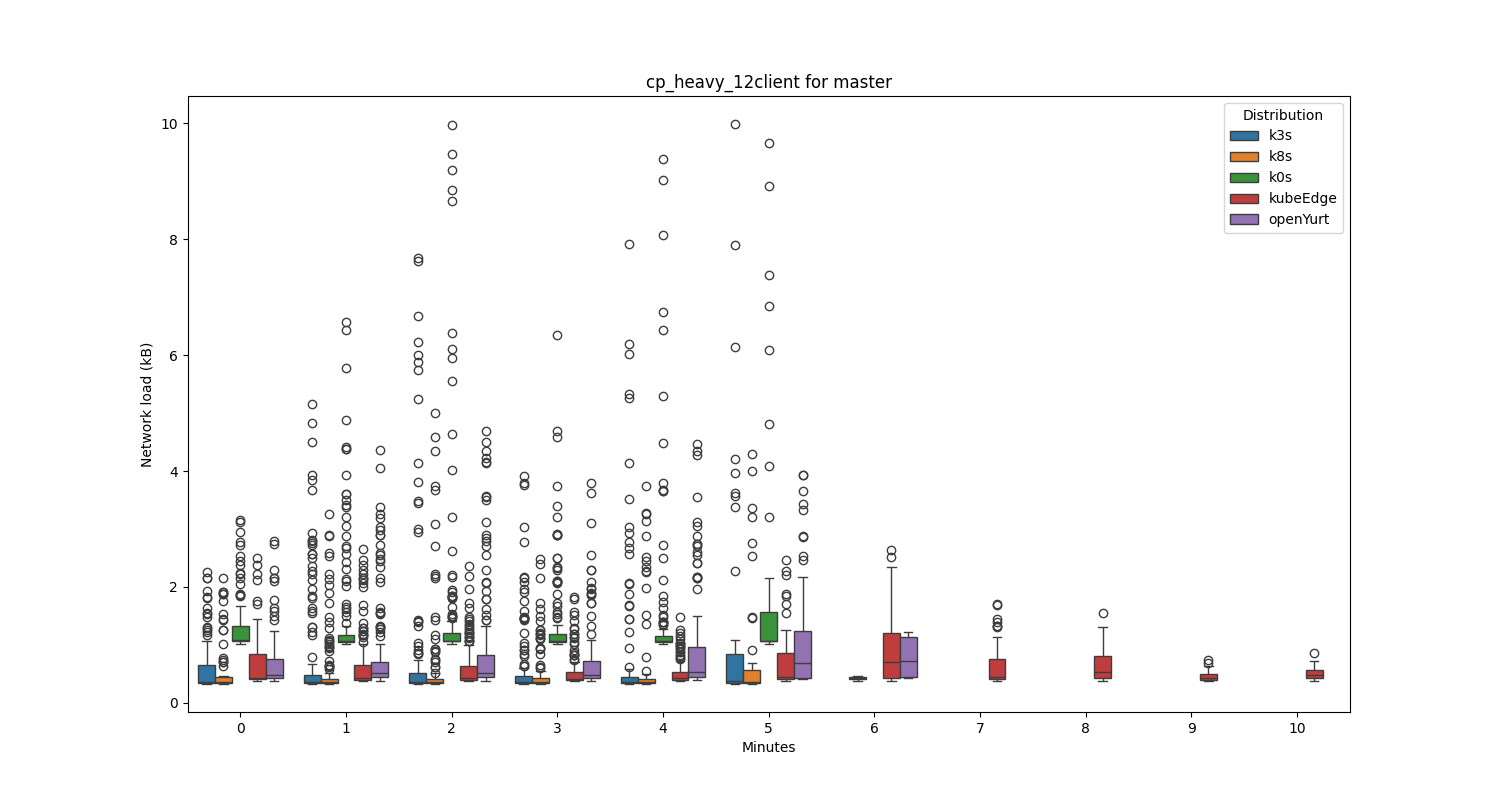 cp_heavy_12client for master
Distribution
k3s
k8s
k0s
kubeEdge
openYurt
Network load (kB)
10
8
6
4
2
0
0 1 2 3 4 5 6 7 8 9 10
Minutes